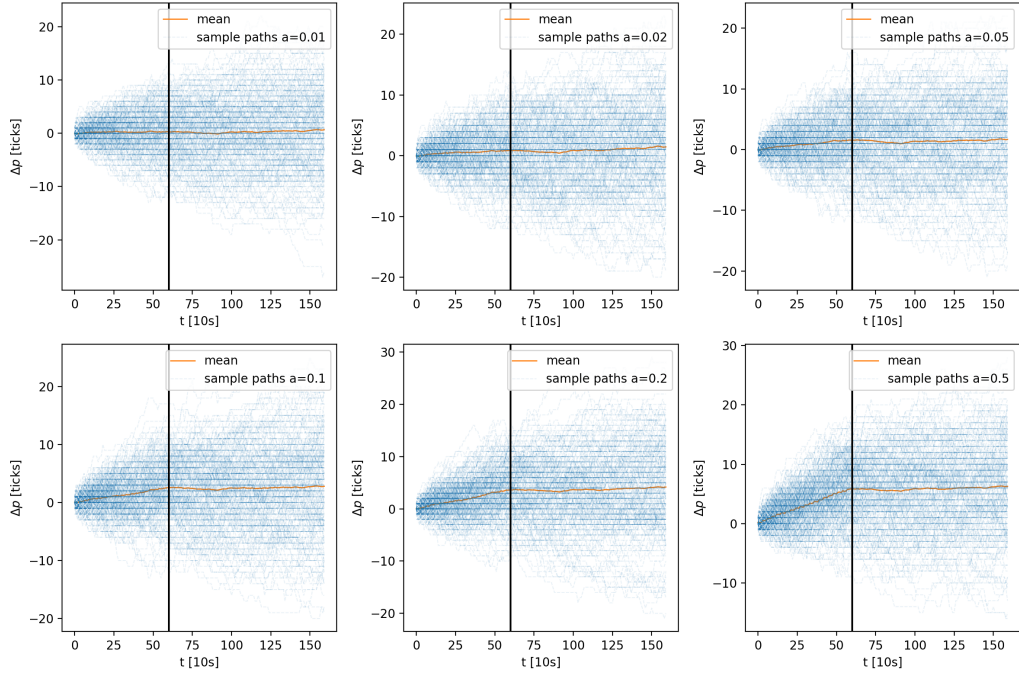 mean
sample paths a=0.01
20
10
0
−10
−20
Δp [ticks]
0 25 50 75 100 125 150
t [10s]
mean
sample paths a=0.02
20
10
0
−10
−20
Δp [ticks]
0 25 50 75 100 125 150
t [10s]
mean
sample paths a=0.05
20
10
0
−10
−20
Δp [ticks]
0 25 50 75 100 125 150
t [10s]
mean
sample paths a=0.1
20
10
0
−10
−20
Δp [ticks]
0 25 50 75 100 125 150
t [10s]
mean
sample paths a=0.2
30
20
10
0
−10
−20
Δp [ticks]
0 25 50 75 100 125 150
t [10s]
mean
sample paths a=0.5
30
20
10
0
−10
Δp [ticks]
0 25 50 75 100 125 150
t [10s]